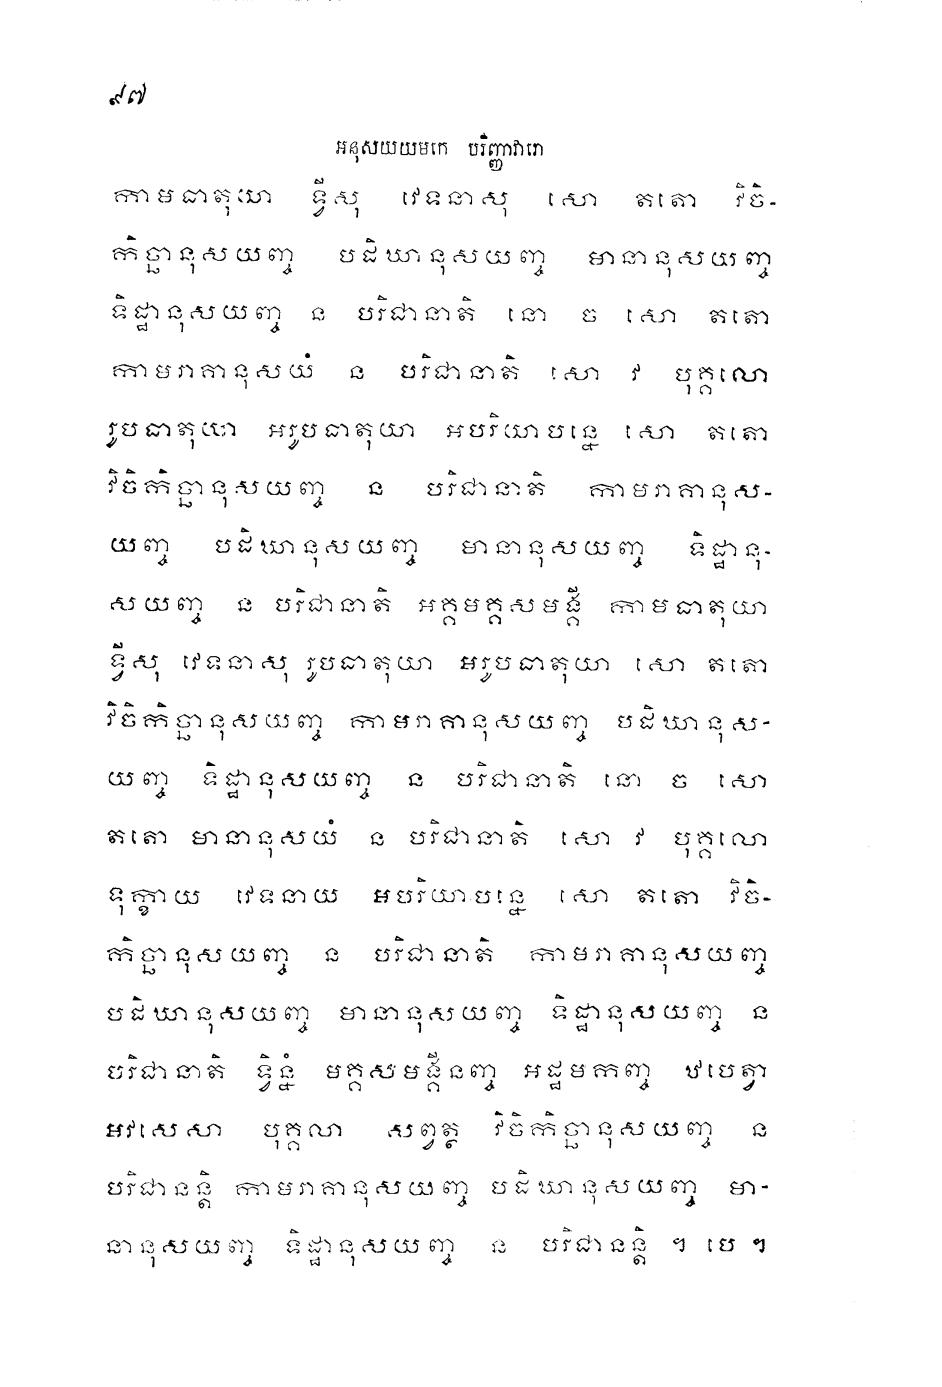 ៩៧
អនុសយយមកេ បរិញ្ញាវារោ
កាមធាតុយោ ទ្វីសុ វេទនាសុ សោ តតោ វិចិ-
កិច្ឆានុសយញ្ច បដិឃានុសយញ្ច មានានុសយញ្ច
ទិដ្ឋានុសយញ្ច ន បរិជានាតិ នោ ច សោ តតោ
កាមរាគានុសយំ ន បរិជានាតិ សោ វ បុគ្គលោ
រូបធាតុយា អរូបធាតុយា អបរិយាបន្នេ សោ តតោ
វិចិកិច្ឆានុសយញ្ច ន បរិជានាតិ កាមរាគានុស-
យញ្ច បដិឃានុសយញ្ច មានានុសយញ្ច ទិដ្ឋានុ-
សយញ្ច ន បរិជានាតិ អគ្គមគ្គសមង្គី កាមធាតុយា
ទ្វីសុ វេទនាសុ រូបធាតុយា អរូបធាតុយា សោ តតោ
វិចិកិច្ឆានុសយញ្ច កាមរាគានុសយញ្ច បដិឃានុស-
យញ្ច ទិដ្ឋានុសយញ្ច ន បរិជានាតិ នោ ច សោ
តតោ មានានុសយំ ន បរិជានាតិ សោ វ បុគ្គលោ
ទុក្ខាយ វេទនាយ អបរិយាបន្នេ សោ តតោ វិចិ-
កិច្ឆានុសយញ្ច ន បរិជានាតិ កាមរាគានុសយញ្ច
បដិឃានុសយញ្ច មានានុសយញ្ច ទិដ្ឋានុសយញ្ច ន
បរិជានាតិ ទ្វិន្នំ មគ្គសមង្គីនញ្ច អដ្ឋមកញ្ច ឋបេត្វា
អវសេសា បុគ្គលា សព្វត្ថ វិចិកិច្ឆានុសយញ្ច ន
បរិជានន្តិ កាមរាគានុសយញ្ច បដិឃានុសយញ្ច មា-
នានុសយញ្ច ទិដ្ឋានុសយញ្ច ន បរិជានន្តិ ។ បេ ។